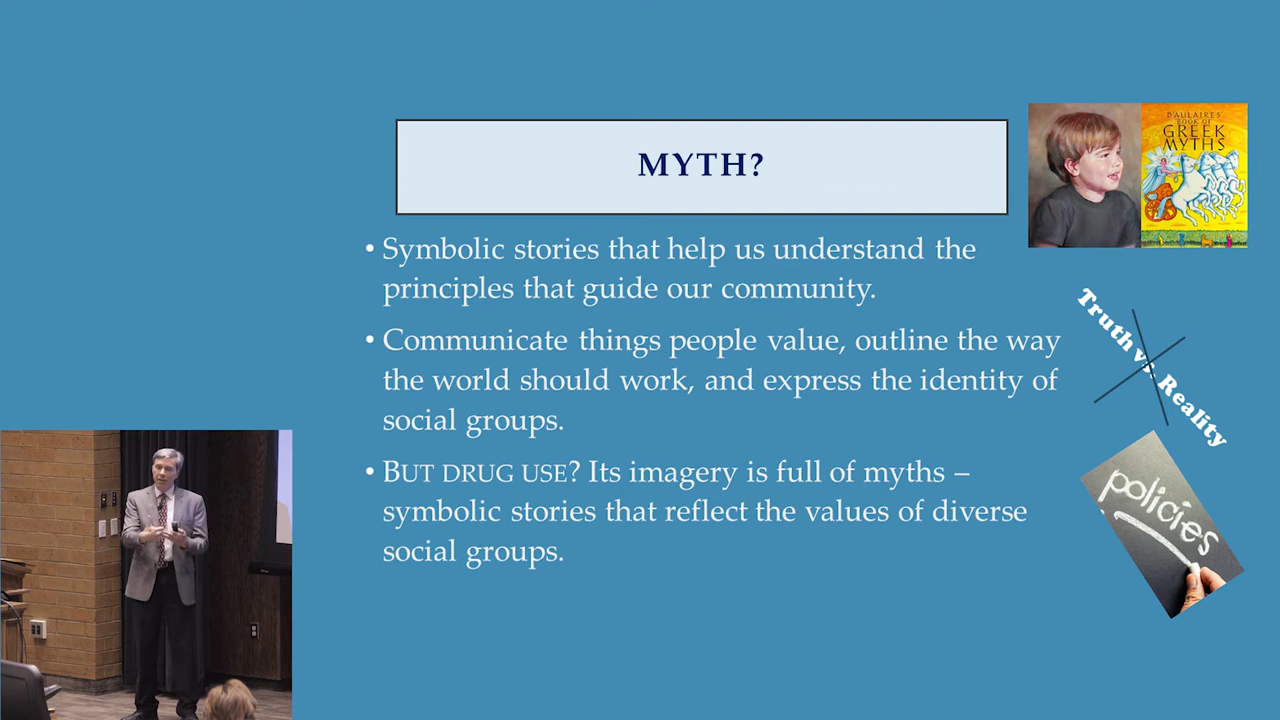 MYTH?
• Symbolic stories that help us understand the
principles that guide our community.
• Communicate things people value, outline the way
the world should work, and express the identity of
social groups.
• BUT DRUG USE? Its imagery is full of myths –
symbolic stories that reflect the values of diverse
social groups.
D'AULAIRES'
BOOK OF
GREEK
MYTHS
Truth vs. Reality
policies